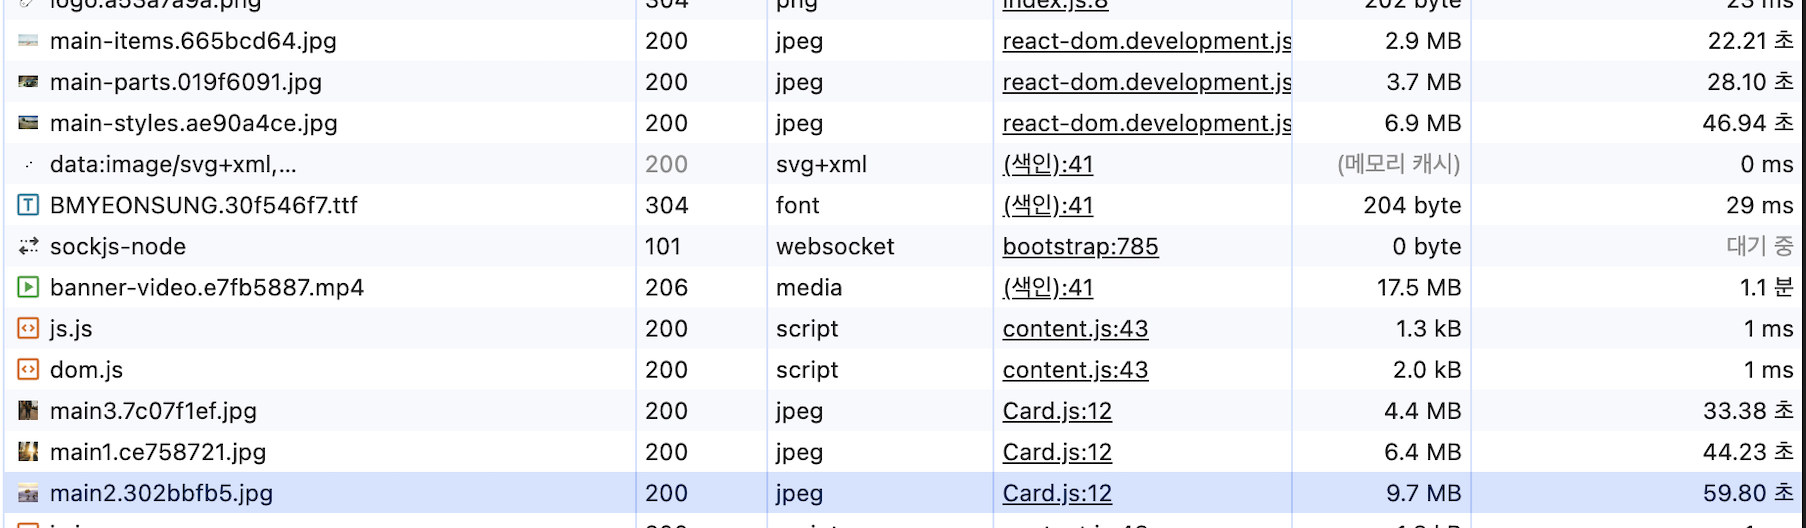 logo.a53a7a9a.png 304 png index.js:8 202 byte 23 ms
main-items.665bcd64.jpg 200 jpeg react-dom.development.js 2.9 MB 22.21 초
main-parts.019f6091.jpg 200 jpeg react-dom.development.js 3.7 MB 28.10 초
main-styles.ae90a4ce.jpg 200 jpeg react-dom.development.js 6.9 MB 46.94 초
data:image/svg+xml,... 200 svg+xml (색인):41 (메모리 캐시) 0 ms
BMYEONSUNG.30f546f7.ttf 304 font (색인):41 204 byte 29 ms
sockjs-node 101 websocket bootstrap:785 0 byte 대기 중
banner-video.e7fb5887.mp4 206 media (색인):41 17.5 MB 1.1 분
js.js 200 script content.js:43 1.3 kB 1 ms
dom.js 200 script content.js:43 2.0 kB 1 ms
main3.7c07f1ef.jpg 200 jpeg Card.js:12 4.4 MB 33.38 초
main1.ce758721.jpg 200 jpeg Card.js:12 6.4 MB 44.23 초
main2.302bbfb5.jpg 200 jpeg Card.js:12 9.7 MB 59.80 초